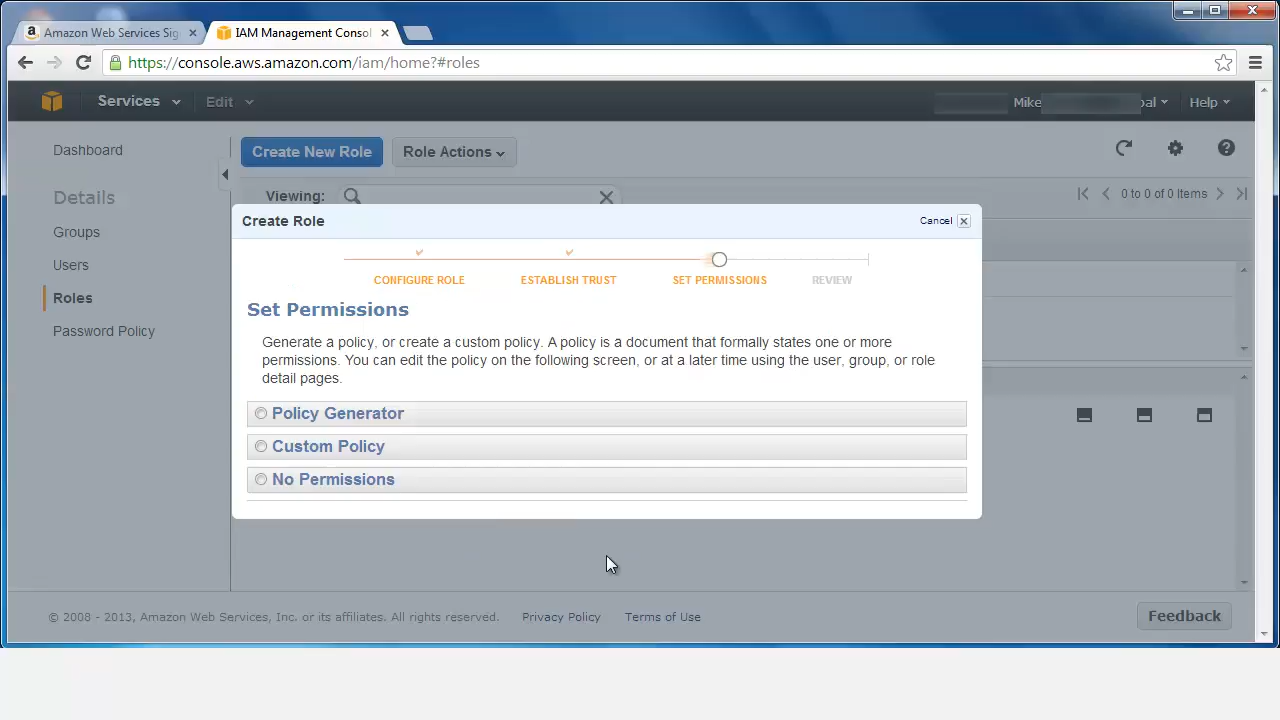 Amazon Web Services Sig
IAM Management Consol
https://console.aws.amazon.com/iam/home?#roles
Services
Edit
Mike
pal
Help
Dashboard
Create New Role
Role Actions
Details
Viewing:
0 to 0 of 0 Items
Groups
Users
Roles
Password Policy
Create Role
Cancel
CONFIGURE ROLE
ESTABLISH TRUST
SET PERMISSIONS
REVIEW
Set Permissions
Generate a policy, or create a custom policy. A policy is a document that formally states one or more
permissions. You can edit the policy on the following screen, or at a later time using the user, group, or role
detail pages.
Policy Generator
Custom Policy
No Permissions
© 2008 - 2013, Amazon Web Services, Inc. or its affiliates. All rights reserved.
Privacy Policy
Terms of Use
Feedback